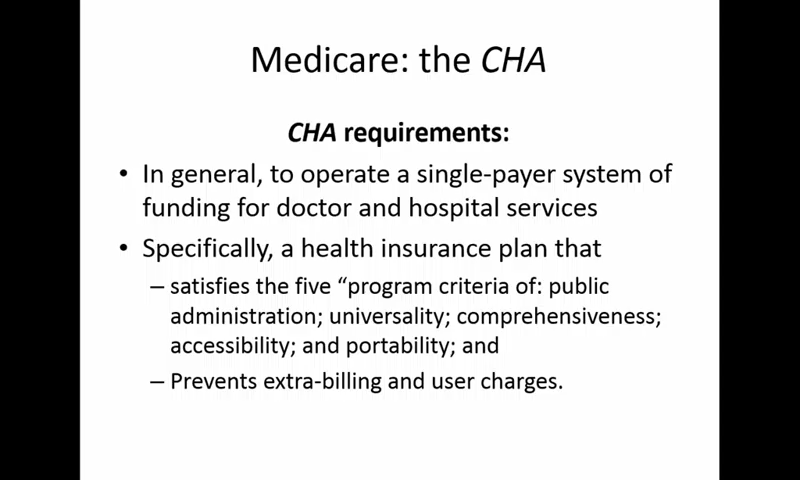 Medicare: the CHA
CHA requirements:
• In general, to operate a single-payer system of
funding for doctor and hospital services
• Specifically, a health insurance plan that
– satisfies the five “program criteria of: public
administration; universality; comprehensiveness;
accessibility; and portability; and
– Prevents extra-billing and user charges.